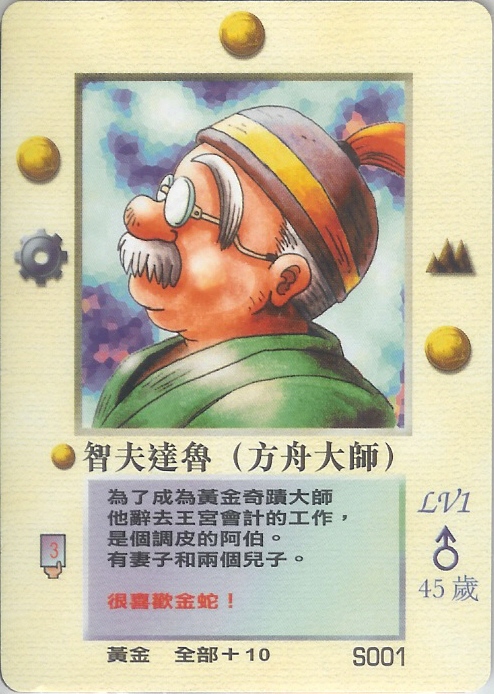 智夫達魯（方舟大師）
為了成為黃金奇蹟大師
他辭去王宮會計的工作，
是個調皮的阿伯。
有妻子和兩個兒子。
很喜歡金蛇！
3
LV1
♂
45歲
黃金　全部＋10
S001